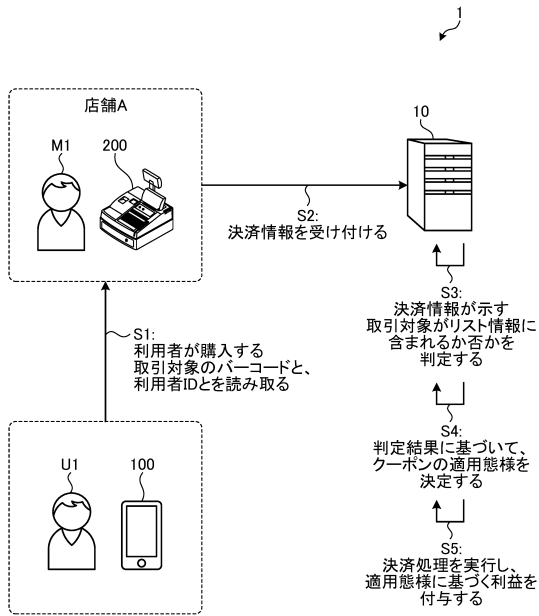 1
店舗A
M1
200
10
S2:
決済情報を受け付ける
S1:
利用者が購入する
取引対象のバーコードと、
利用者IDとを読み取る
S3:
決済情報が示す
取引対象がリスト情報に
含まれるか否かを
判定する
U1
100
S4:
判定結果に基づいて、
クーポンの適用態様を
決定する
S5:
決済処理を実行し、
適用態様に基づく利益を
付与する